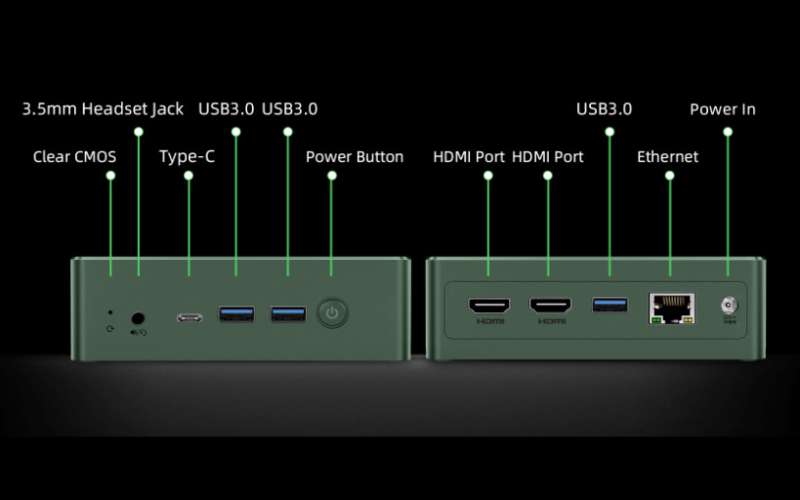 3.5mm Headset Jack USB3.0 USB3.0
Clear CMOS Type-C Power Button
USB3.0 Power In
HDMI Port HDMI Port Ethernet
HDMI HDMI